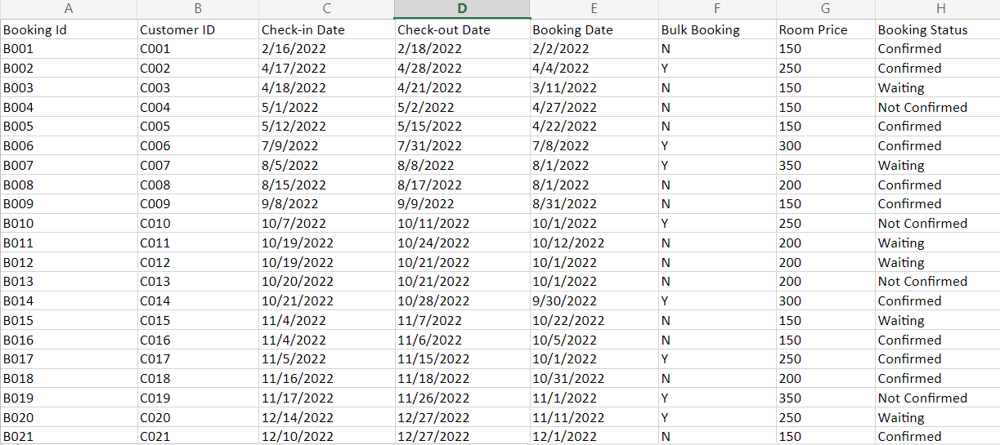 A B C D E F G H
Booking Id Customer ID Check-in Date Check-out Date Booking Date Bulk Booking Room Price Booking Status
B001 C001 2/16/2022 2/18/2022 2/2/2022 N 150 Confirmed
B002 C002 4/17/2022 4/28/2022 4/4/2022 Y 250 Confirmed
B003 C003 4/18/2022 4/21/2022 3/11/2022 N 150 Waiting
B004 C004 5/1/2022 5/2/2022 4/27/2022 N 150 Not Confirmed
B005 C005 5/12/2022 5/15/2022 4/22/2022 N 150 Confirmed
B006 C006 7/9/2022 7/31/2022 7/8/2022 Y 300 Confirmed
B007 C007 8/5/2022 8/8/2022 8/1/2022 Y 350 Waiting
B008 C008 8/15/2022 8/17/2022 8/1/2022 N 200 Confirmed
B009 C009 9/8/2022 9/9/2022 8/31/2022 N 150 Confirmed
B010 C010 10/7/2022 10/11/2022 10/1/2022 Y 250 Not Confirmed
B011 C011 10/19/2022 10/24/2022 10/12/2022 N 200 Waiting
B012 C012 10/19/2022 10/21/2022 10/1/2022 N 200 Waiting
B013 C013 10/20/2022 10/21/2022 10/1/2022 N 200 Not Confirmed
B014 C014 10/21/2022 10/28/2022 9/30/2022 Y 300 Confirmed
B015 C015 11/4/2022 11/7/2022 10/22/2022 N 150 Waiting
B016 C016 11/4/2022 11/6/2022 10/5/2022 N 150 Confirmed
B017 C017 11/5/2022 11/15/2022 10/1/2022 Y 250 Confirmed
B018 C018 11/16/2022 11/18/2022 10/31/2022 N 200 Confirmed
B019 C019 11/17/2022 11/26/2022 11/1/2022 Y 350 Not Confirmed
B020 C020 12/14/2022 12/27/2022 11/11/2022 Y 250 Waiting
B021 C021 12/10/2022 12/27/2022 12/1/2022 N 150 Confirmed